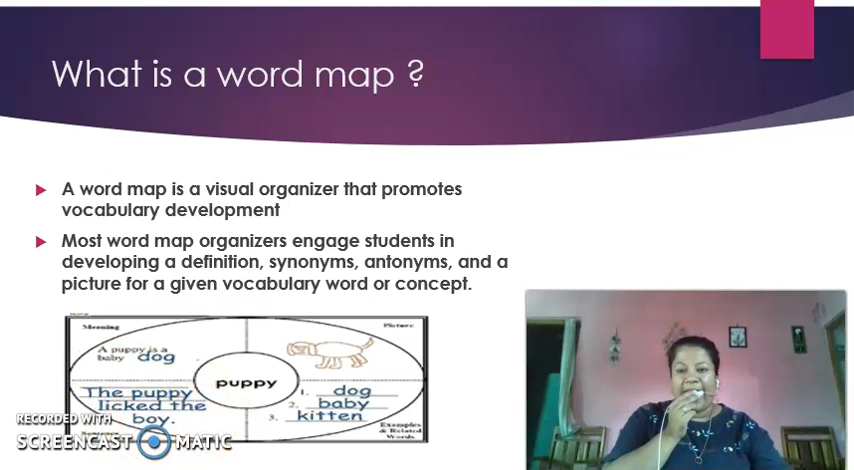 What is a word map ?
A word map is a visual organizer that promotes
vocabulary development
Most word map organizers engage students in
developing a definition, synonyms, antonyms, and a
picture for a given vocabulary word or concept.
Meaning
Picture
A puppy is a
baby dog
puppy
The puppy
licked the
boy.
1. dog
2. baby
3. kitten
Examples
& Related
Words
RECORDED WITH
SCREENCAST MATIC